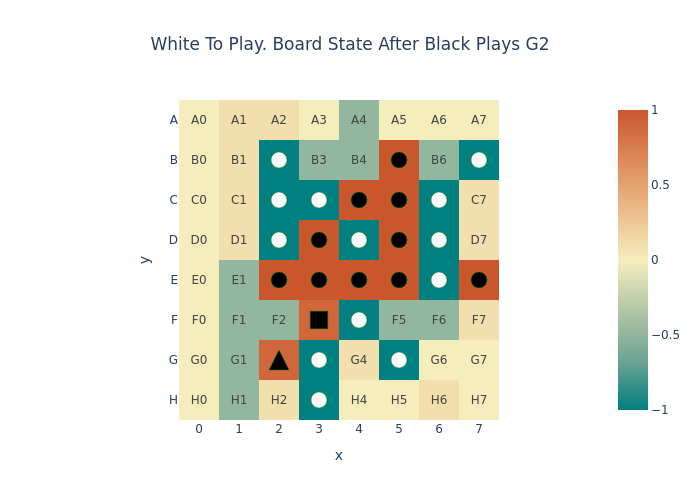 White To Play. Board State After Black Plays G2
A A0 A1 A2 A3 A4 A5 A6 A7 1
B B0 B1 B3 B4 B6
C C0 C1 C7 0.5
D D0 D1 D7
y E E0 E1 0
F F0 F1 F2 F5 F6 F7 −0.5
G G0 G1 G4 G6 G7
H H0 H1 H2 H4 H5 H6 H7 −1
0 1 2 3 4 5 6 7
x